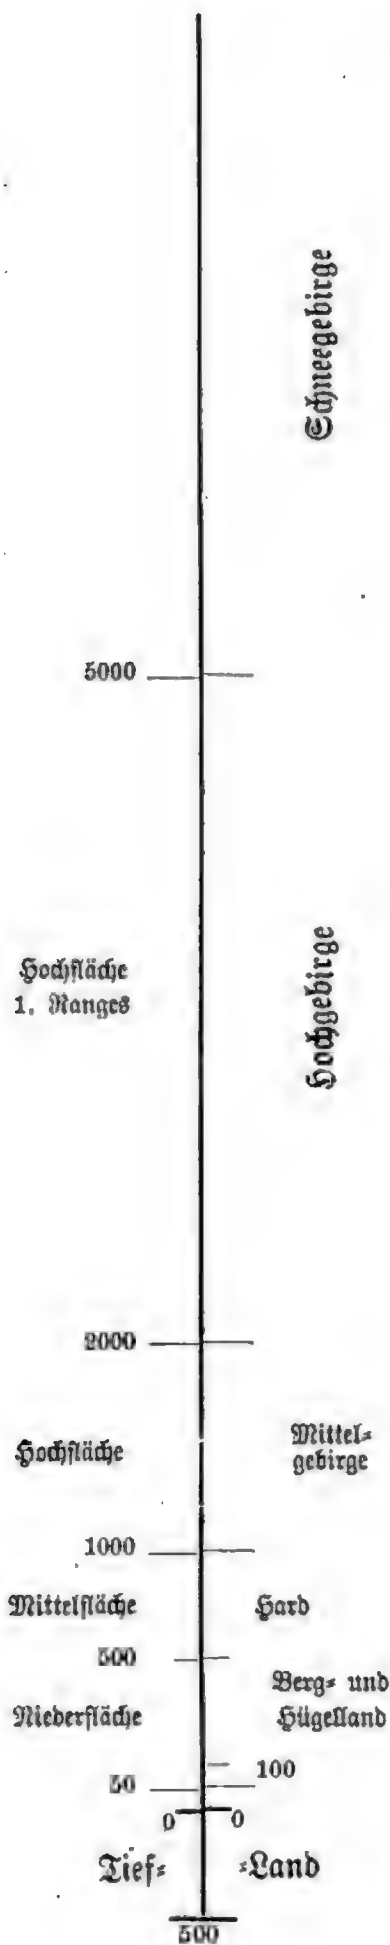 Schneegebirge
5000
Hochfläche
1. Ranges
Hochgebirge
2000
Hochfläche
Mittel⸗
gebirge
1000
Mittelfläche
Hard
500
Niederfläche
Berg⸗ und
Hügelland
100
50
0 0
Tief⸗ ⸗Land
500